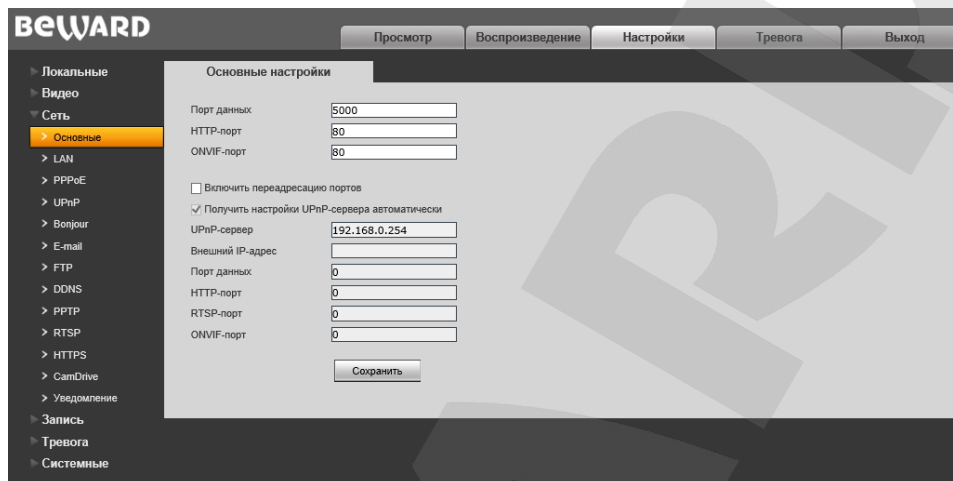 BEWARD
Просмотр Воспроизведение Настройки Тревога Выход
Локальные
Видео
Сеть
Основные
LAN
PPPoE
UPnP
Bonjour
E-mail
FTP
DDNS
PPTP
RTSP
HTTPS
CamDrive
Уведомление
Запись
Тревога
Системные
Основные настройки
Порт данных 5000
HTTP-порт 80
ONVIF-порт 80
Включить переадресацию портов
Получить настройки UPnP-сервера автоматически
UPnP-сервер 192.168.0.254
Внешний IP-адрес
Порт данных 0
HTTP-порт 0
RTSP-порт 0
ONVIF-порт 0
Сохранить